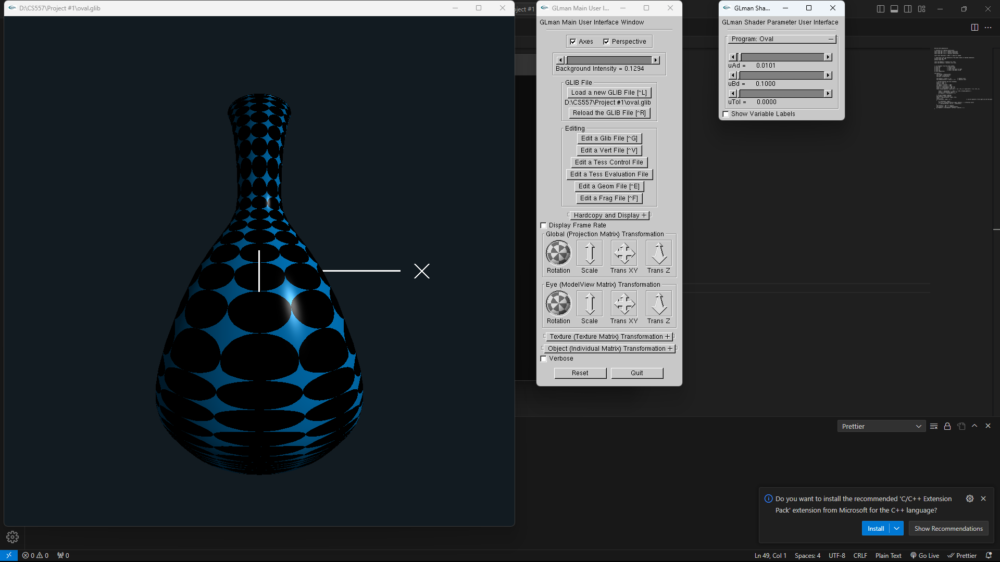 D:\CS557\Project #1\oval.glib
oject #1
GLman Main User I...
GLman Main User Interface Window
Axes
Perspective
Background Intensity = 0.1294
GLIB File
Load a new GLIB File [^L]
D:\CS557\Project #1\oval.glib
Reload the GLIB File [^R]
Editing
Edit a Glib File [^G]
Edit a Vert File [^V]
Edit a Tess Control File
Edit a Tess Evaluation File
Edit a Geom File [^E]
Edit a Frag File [^F]
Hardcopy and Display +
Display Frame Rate
Global (Projection Matrix) Transformation
Rotation Scale Trans XY Trans Z
Eye (ModelView Matrix) Transformation
Rotation Scale Trans XY Trans Z
Texture (Texture Matrix) Transformation +
Object (Individual Matrix) Transformation +
Verbose
Reset
Quit
GLman Sha...
GLman Shader Parameter User Interface
Program: Oval
uAd = 0.0101
uBd = 0.1000
uTol = 0.0000
Show Variable Labels
X
Prettier
Do you want to install the recommended 'C/C++ Extension
Pack' extension from Microsoft for the C++ language?
Install
Show Recommendations
0 0 0
Ln 49, Col 1
Spaces: 4
UTF-8
CRLF
Plain Text
Go Live
Prettier